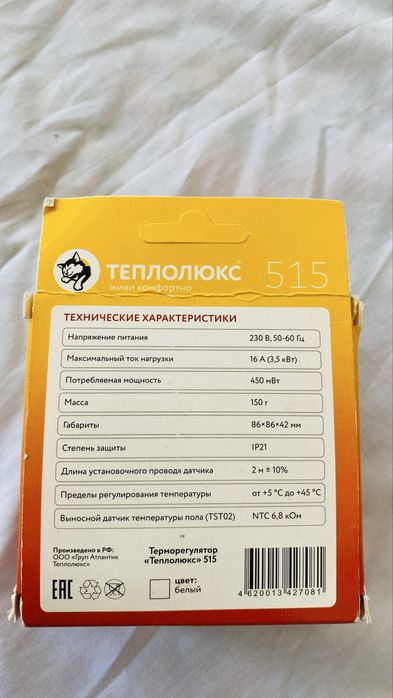 ТЕПЛОЛЮКС® 515
живи комфортно
ТЕХНИЧЕСКИЕ ХАРАКТЕРИСТИКИ
Напряжение питания 230 В, 50-60 Гц
Максимальный ток нагрузки 16 А (3,5 кВт)
Потребляемая мощность 450 мВт
Масса 150 г
Габариты 86×86×42 мм
Степень защиты IP21
Длина установочного провода датчика 2 м ± 10%
Пределы регулирования температуры от +5 °С до +45 °С
Выносной датчик температуры пола (TST02) NTC 6,8 кОм
Произведено в РФ:
ООО «Груп Атлантик
Теплолюкс»
Терморегулятор
«Теплолюкс» 515
EAC
цвет:
белый
4 620013 427081